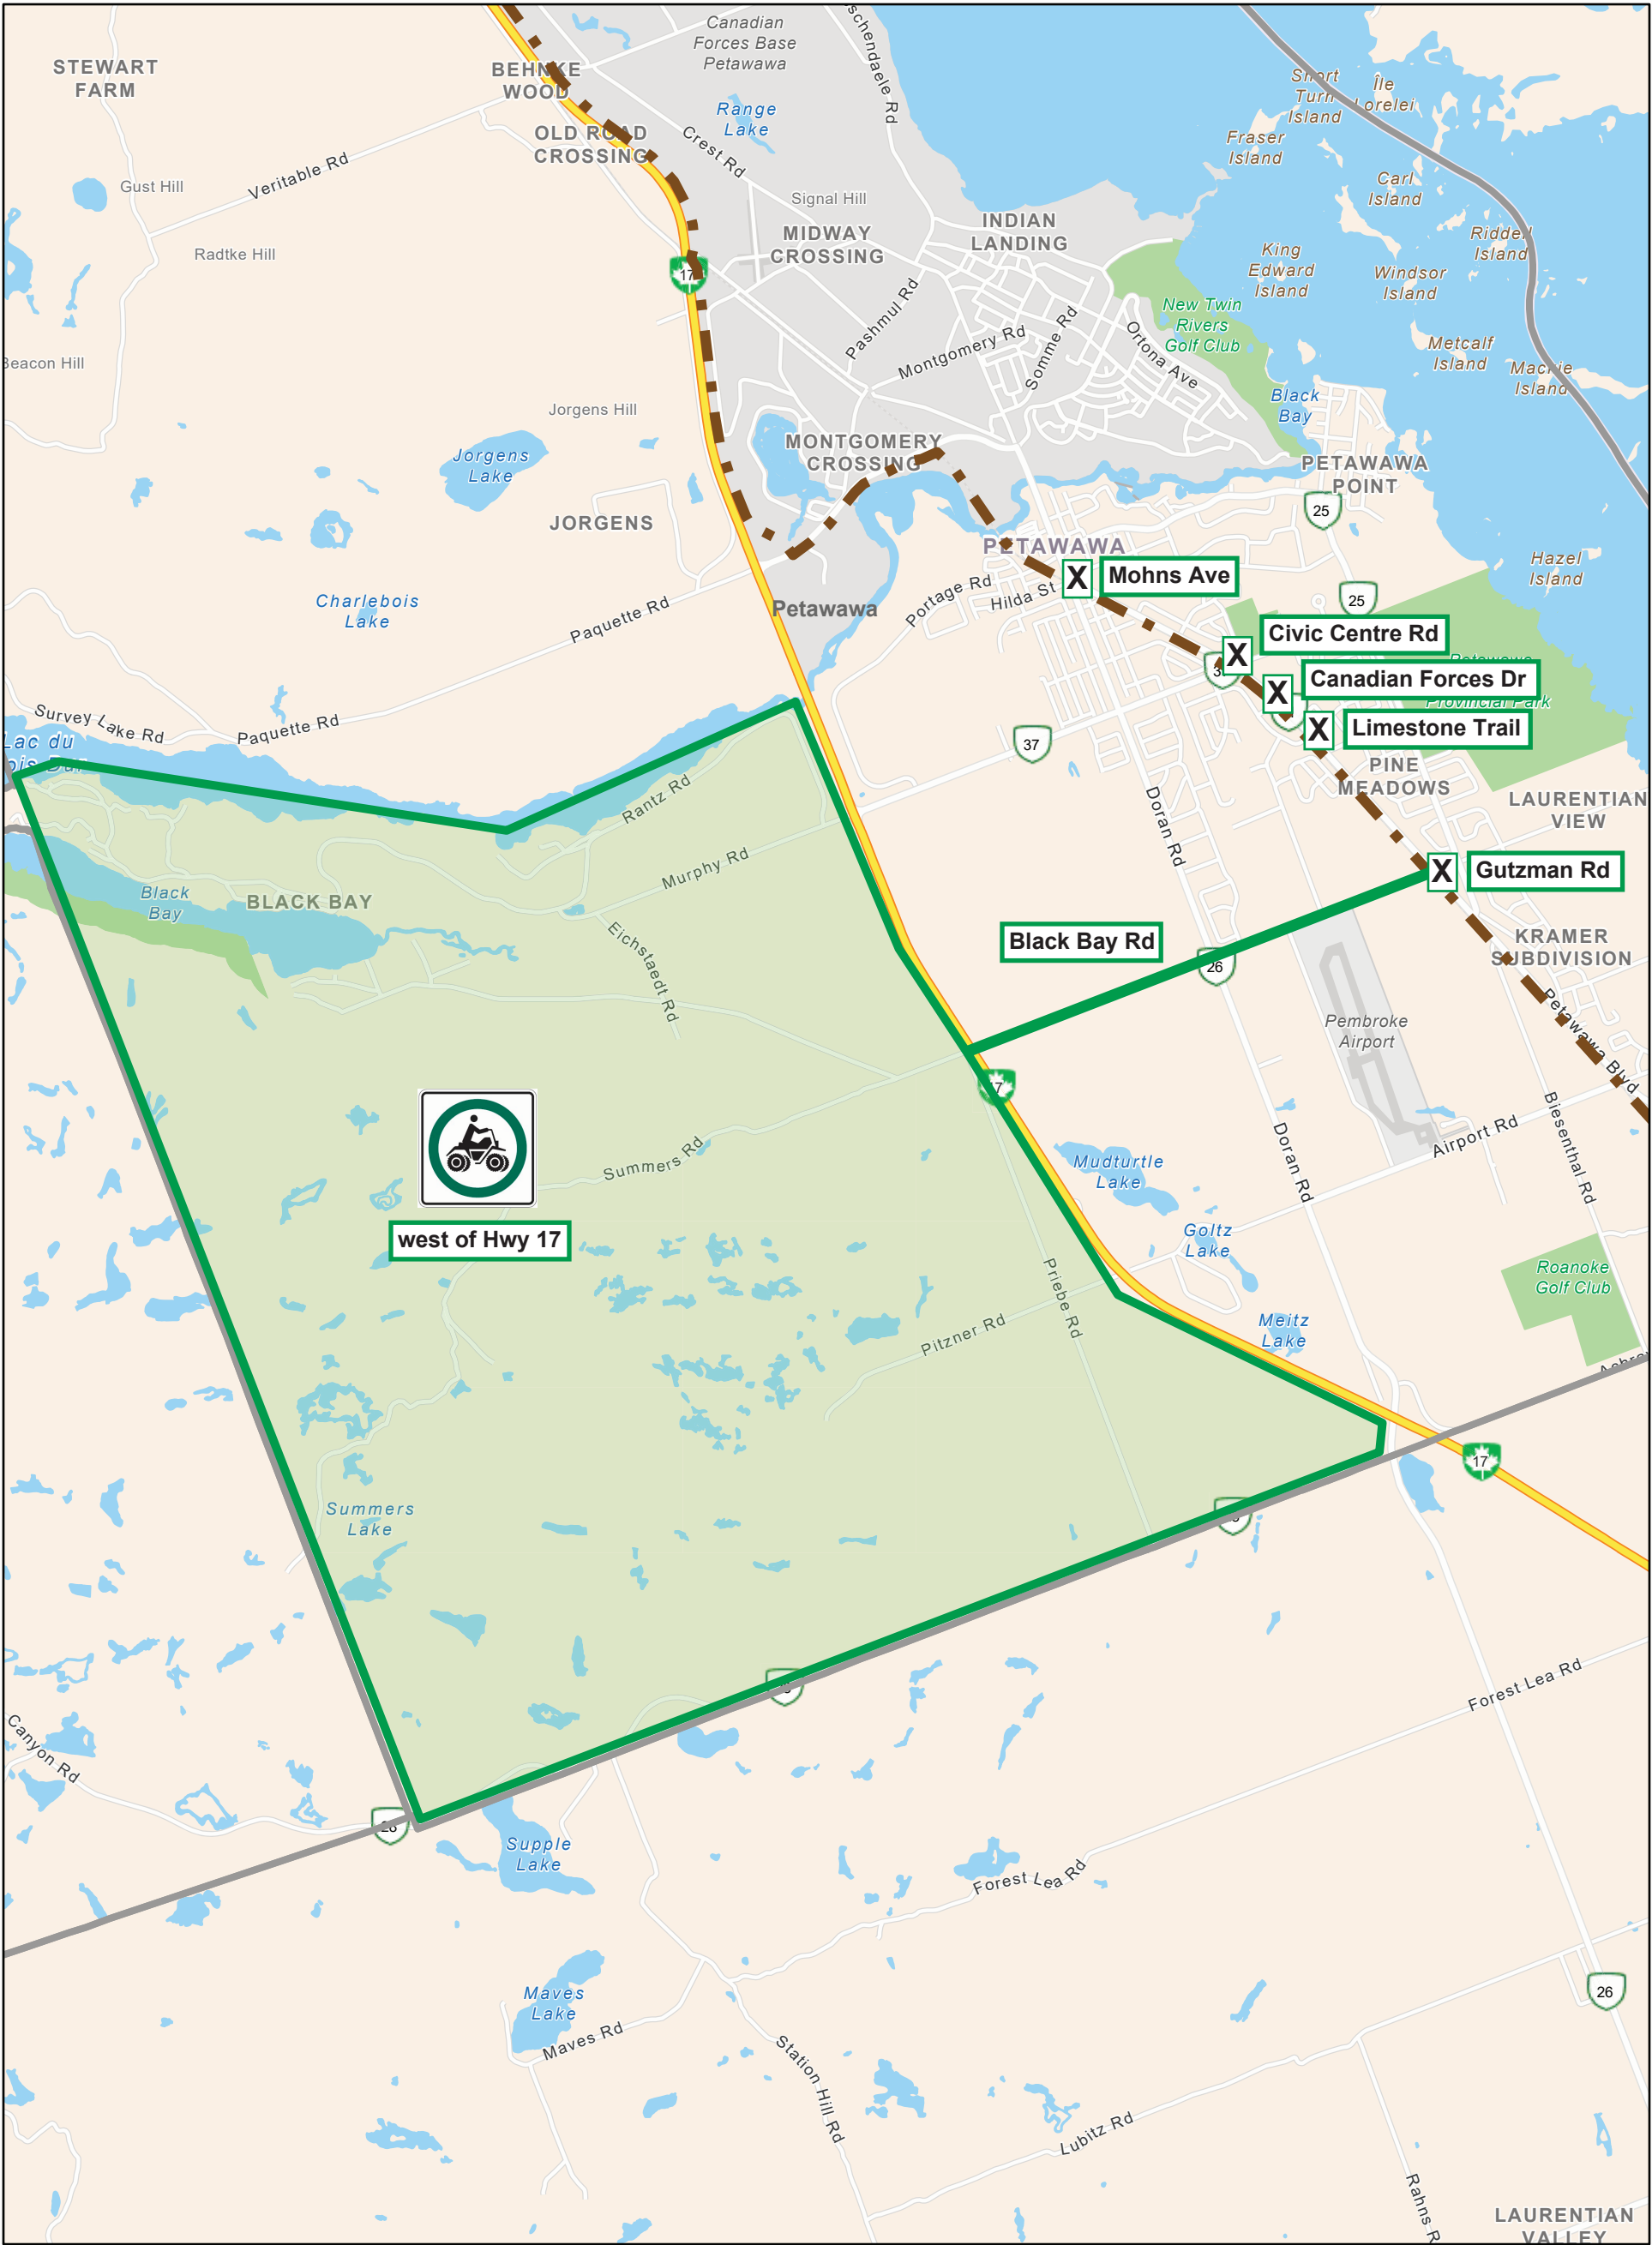 Canadian
Forces Base
Petawawa
STEWART
FARM
BEHNKE
WOOD
Range
Lake
Short
Turn
Island
Île
Lorelei
OLD ROAD
CROSSING
Crest Rd
Fraser
Island
Veritable Rd
Gust Hill
Carl
Island
Signal Hill
INDIAN
LANDING
MIDWAY
CROSSING
Radtke Hill
Riddell
Island
King
Edward
Island
Windsor
Island
17
Pashmul Rd
New Twin
Rivers
Golf Club
Montgomery Rd
Somme Rd
Ortona Ave
Metcalf
Island
Mackie
Island
Beacon Hill
Jorgens Hill
Black
Bay
MONTGOMERY
CROSSING
Jorgens
Lake
PETAWAWA
POINT
25
JORGENS
PETAWAWA
Hazel
Island
X
Mohns Ave
Portage Rd
Hilda St
25
Charlebois
Lake
Petawawa
Paquette Rd
Civic Centre Rd
X
Canadian Forces Dr
X
Provincial Park
Limestone Trail
X
Survey Lake Rd
Paquette Rd
Lac du
37
PINE
MEADOWS
Rantz Rd
LAURENTIAN
VIEW
Doran Rd
Murphy Rd
X
Gutzman Rd
Black
Bay
BLACK BAY
Black Bay Rd
Eichstaedt Rd
26
KRAMER
SUBDIVISION
Pembroke
Airport
Petawawa Blvd
17
Biesenthal Rd
Airport Rd
Summers Rd
Mudturtle
Lake
Doran Rd
west of Hwy 17
Goltz
Lake
Roanoke
Golf Club
Priebe Rd
Pitzner Rd
Meitz
Lake
17
Summers
Lake
Forest Lea Rd
Canyon Rd
Supple
Lake
Forest Lea Rd
26
Maves
Lake
Maves Rd
Station Hill Rd
Lubitz Rd
Rahns R
LAURENTIAN
VALLEY